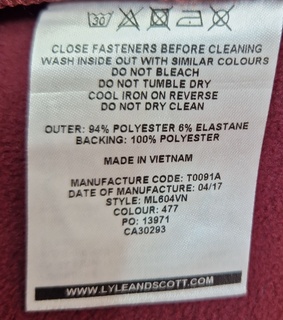 30
CLOSE FASTENERS BEFORE CLEANING
WASH INSIDE OUT WITH SIMILAR COLOURS
DO NOT BLEACH
DO NOT TUMBLE DRY
COOL IRON ON REVERSE
DO NOT DRY CLEAN
OUTER: 94% POLYESTER 6% ELASTANE
BACKING: 100% POLYESTER
MADE IN VIETNAM
MANUFACTURE CODE: T0091A
DATE OF MANUFACTURE: 04/17
STYLE: ML604VN
COLOUR: 477
PO: 13971
CA30293
WWW.LYLEANDSCOTT.COM